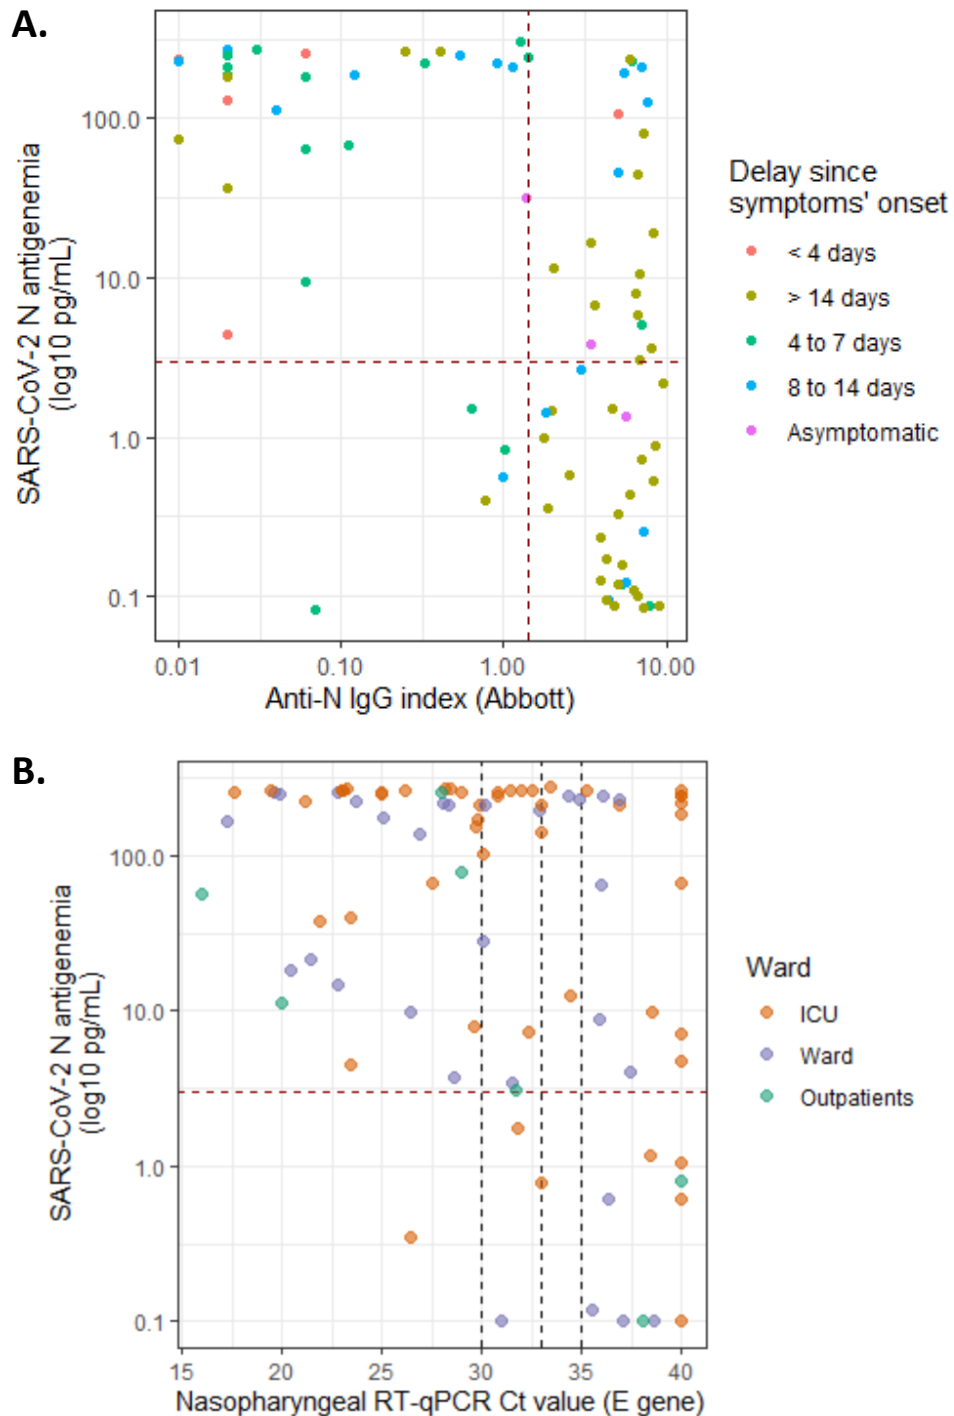 A.
SARS-CoV-2 N antigenemia
(log10 pg/mL)
100.0
10.0
1.0
0.1
0.01
0.10
1.00
10.00
Anti-N IgG index (Abbott)
Delay since
symptoms' onset
< 4 days
> 14 days
4 to 7 days
8 to 14 days
Asymptomatic
B.
SARS-CoV-2 N antigenemia
(log10 pg/mL)
100.0
10.0
1.0
0.1
15
20
25
30
35
40
Nasopharyngeal RT-qPCR Ct value (E gene)
Ward
ICU
Ward
Outpatients